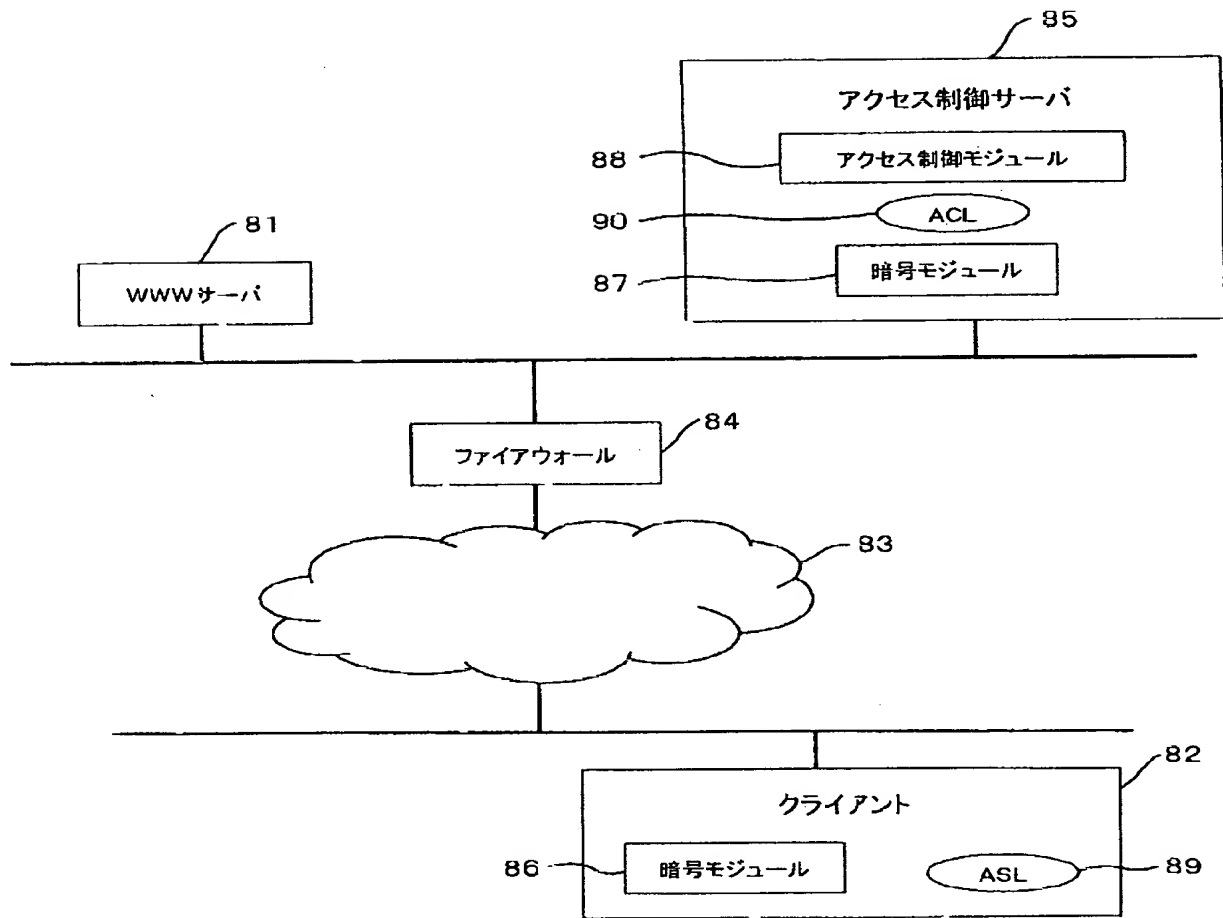 85
アクセス制御サーバ
88
アクセス制御モジュール
90
ACL
87
暗号モジュール
81
WWWサーバ
84
ファイアウォール
83
82
クライアント
86
暗号モジュール
ASL
89